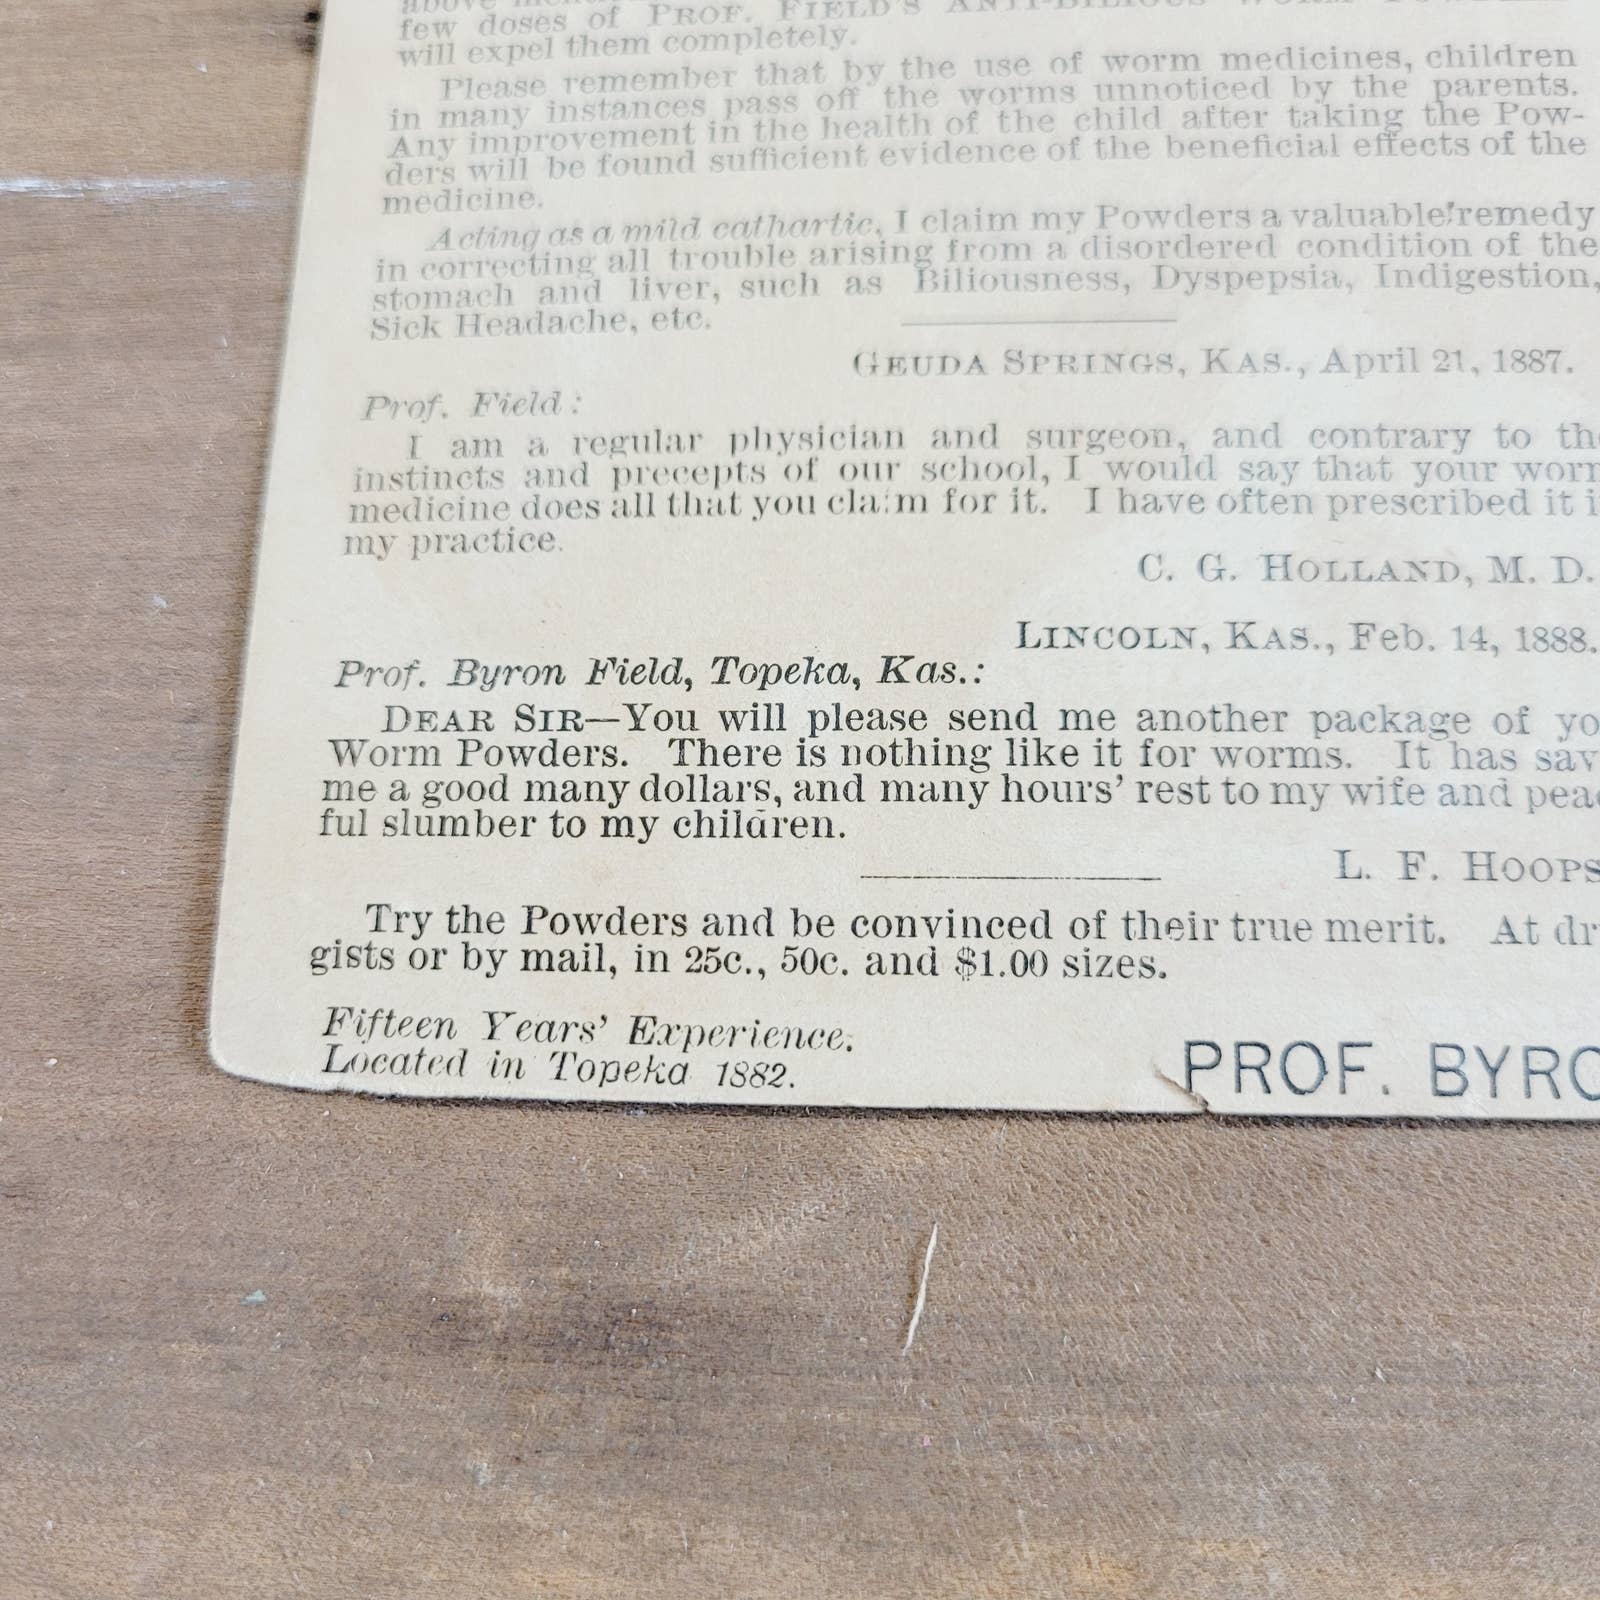 few doses of PROF. FIELD'S ANTI-BILIOUS WORM
will expel them completely.
Please remember that by the use of worm medicines, children
in many instances pass off the worms unnoticed by the parents.
Any improvement in the health of the child after taking the Pow-
ders will be found sufficient evidence of the beneficial effects of the
medicine.
Acting as a mild cathartic, I claim my Powders a valuable remedy
in correcting all trouble arising from a disordered condition of the
stomach and liver, such as Biliousness, Dyspepsia, Indigestion,
Sick Headache, etc.
GEUDA SPRINGS, KAS., April 21, 1887.
Prof. Field:
I am a regular physician and surgeon, and contrary to the
instincts and precepts of our school, I would say that your worm
medicine does all that you claim for it. I have often prescribed it i
my practice.
C. G. HOLLAND, M. D.
LINCOLN, KAS., Feb. 14, 1888.
Prof. Byron Field, Topeka, Kas.:
DEAR SIR—You will please send me another package of yo
Worm Powders. There is nothing like it for worms. It has sav
me a good many dollars, and many hours' rest to my wife and peac
ful slumber to my children.
L. F. HOOPS
Try the Powders and be convinced of their true merit. At dr
gists or by mail, in 25c., 50c. and $1.00 sizes.
Fifteen Years' Experience.
Located in Topeka 1882.
PROF. BYRO